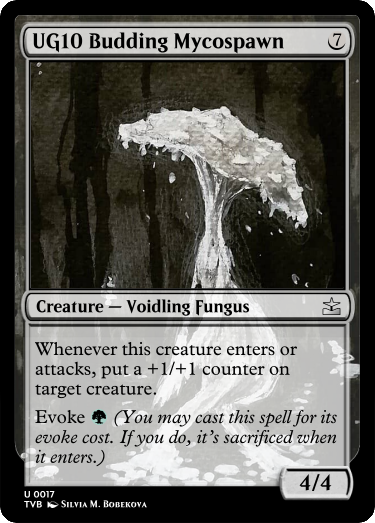 UG10 Budding Mycospawn 7
Creature — Voidling Fungus
Whenever this creature enters or
attacks, put a +1/+1 counter on
target creature.
Evoke (You may cast this spell for its
evoke cost. If you do, it's sacrificed when
it enters.)
4/4
U 0017
TVB SILVIA M. BOBEKOVA